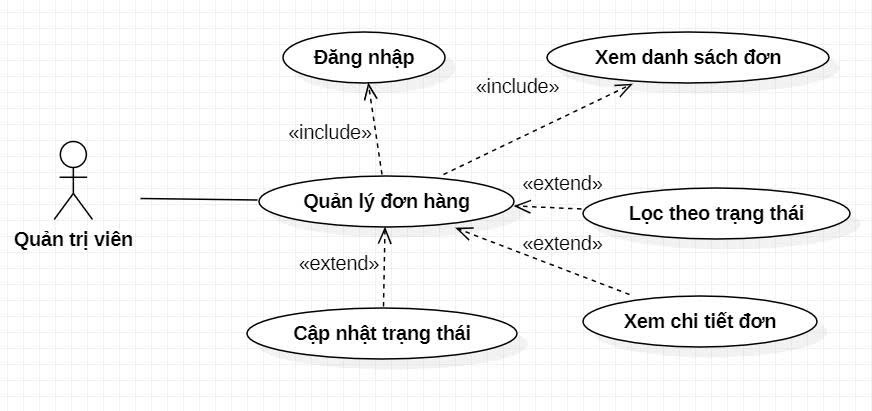 Đăng nhập
Xem danh sách đơn
«include»
«include»
Quản lý đơn hàng
«extend»
Lọc theo trạng thái
Quản trị viên
«extend»
«extend»
Cập nhật trạng thái
Xem chi tiết đơn